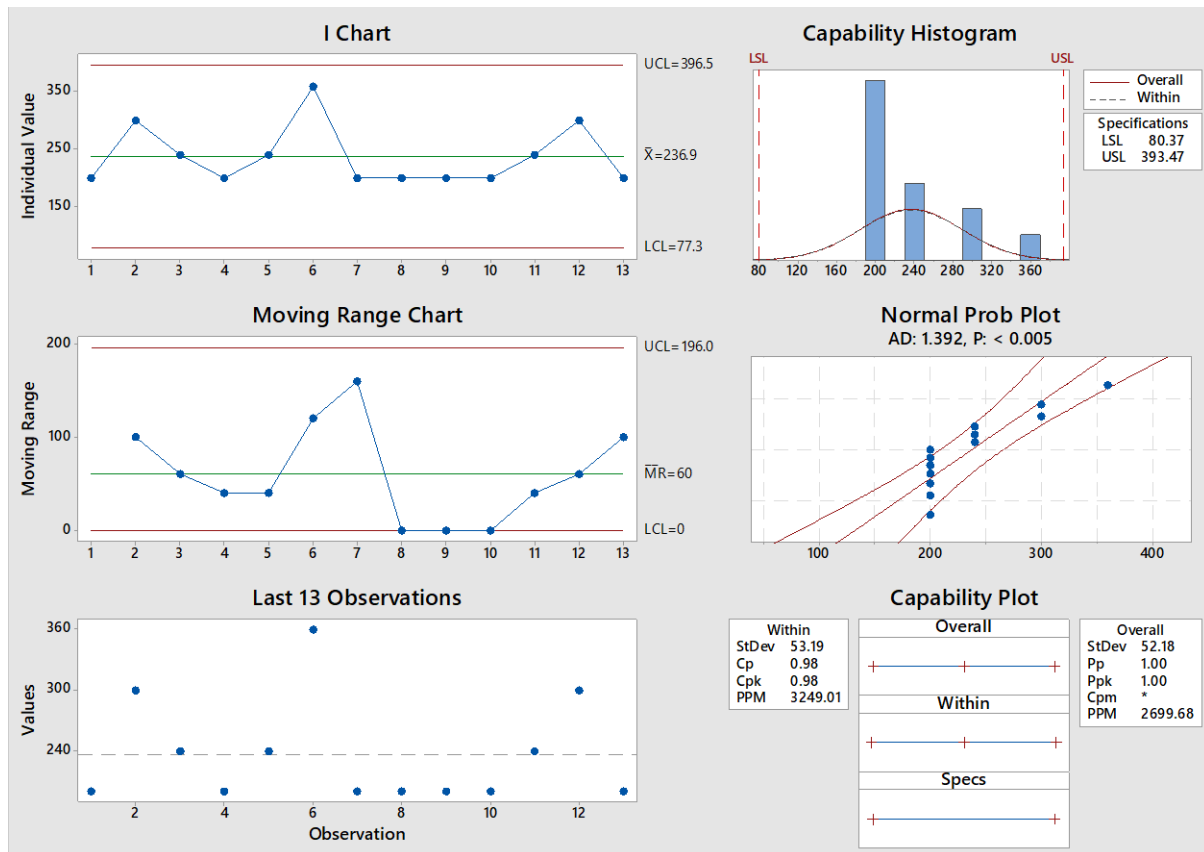 I Chart
Individual Value
350
250
150
UCL=396.5
X̄=236.9
LCL=77.3
1 2 3 4 5 6 7 8 9 10 11 12 13
Capability Histogram
LSL
USL
80 120 160 200 240 280 320 360
Overall
Within
Specifications
LSL 80.37
USL 393.47
Moving Range Chart
Moving Range
200
100
0
UCL=196.0
M̅R̅=60
LCL=0
1 2 3 4 5 6 7 8 9 10 11 12 13
Normal Prob Plot
AD: 1.392, P: < 0.005
100 200 300 400
Last 13 Observations
Values
360
300
240
2 4 6 8 10 12
Observation
Capability Plot
Within
StDev 53.19
Cp 0.98
Cpk 0.98
PPM 3249.01
Overall
Within
Specs
Overall
StDev 52.18
Pp 1.00
Ppk 1.00
Cpm *
PPM 2699.68